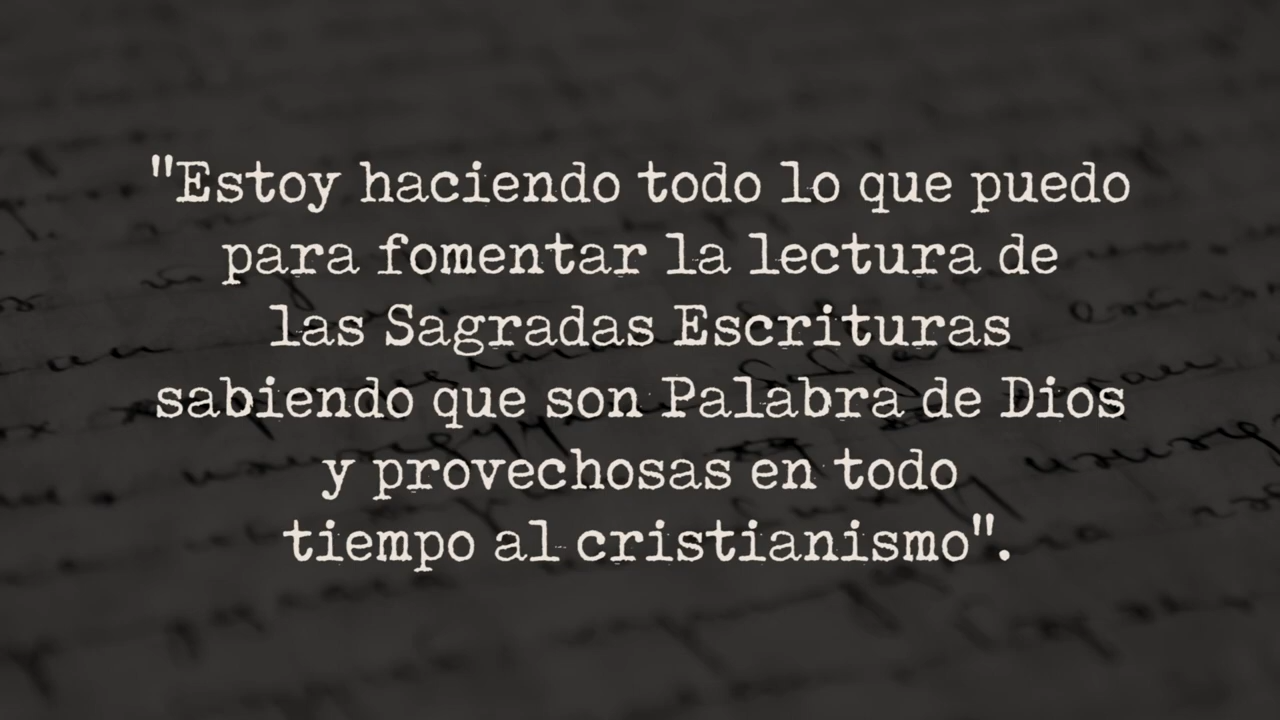 "Estoy haciendo todo lo que puedo
para fomentar la lectura de
las Sagradas Escrituras
sabiendo que son Palabra de Dios
y provechosas en todo
tiempo al cristianismo".